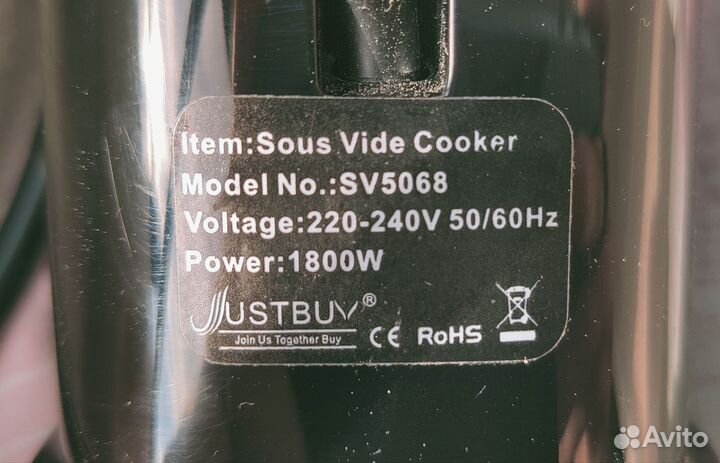 Item:Sous Vide Cooker
Model No.:SV5068
Voltage:220-240V 50/60Hz
Power:1800W
JUSTBUY®
Join Us Together Buy
CE RoHS
Avito